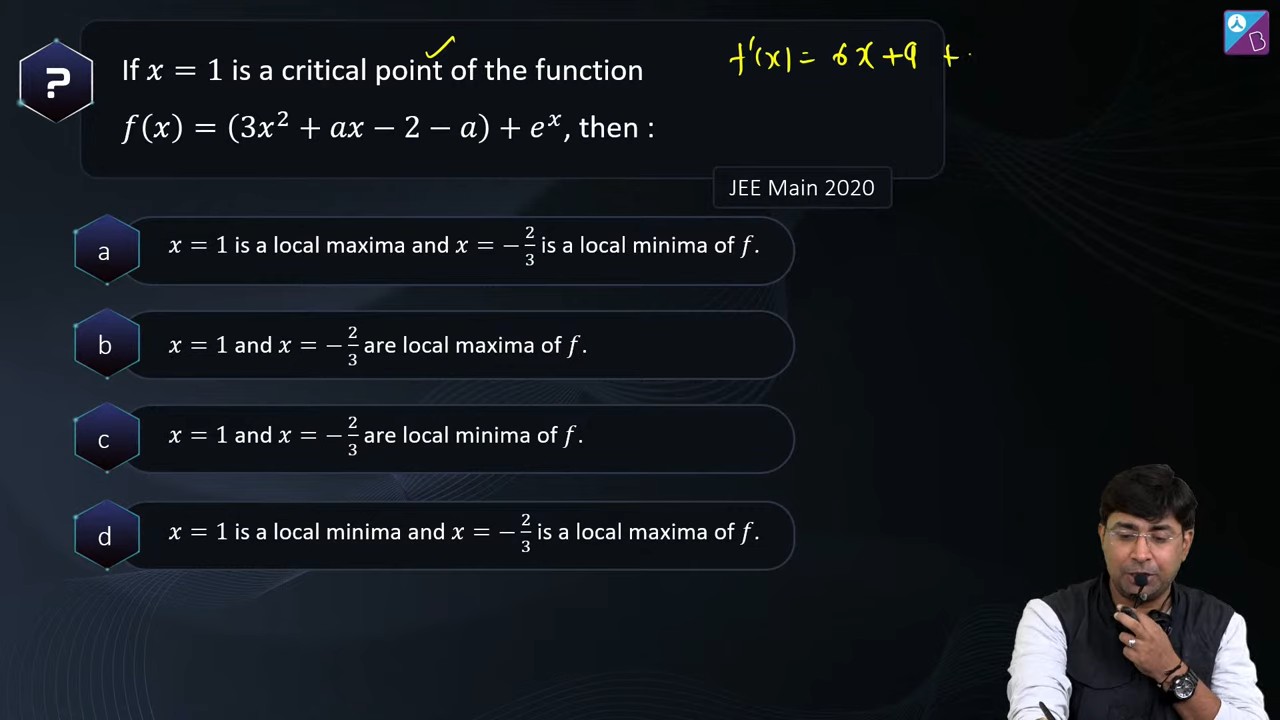 ?
If x = 1 is a critical point of the function
f(x) = (3x² + ax − 2 − a) + eˣ, then :
f'(x) = 6x + a + .
JEE Main 2020
a x = 1 is a local maxima and x = −2/3 is a local minima of f.
b x = 1 and x = −2/3 are local maxima of f.
c x = 1 and x = −2/3 are local minima of f.
d x = 1 is a local minima and x = −2/3 is a local maxima of f.
B